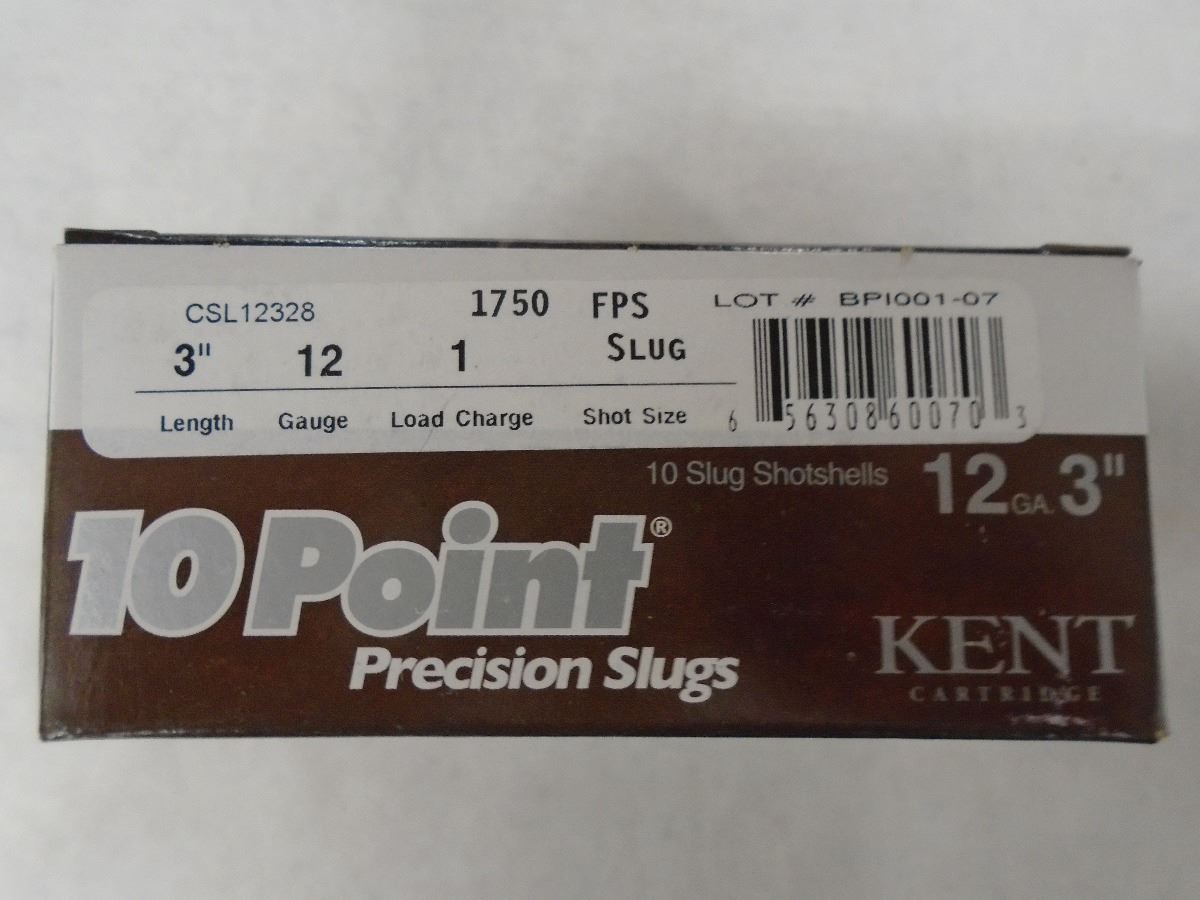 CSL12328 1750 FPS LOT # BPI001-07
3" 12 1 SLUG
Length Gauge Load Charge Shot Size
6 56308 60070 3
10 Slug Shotshells 12 GA. 3"
10 Point®
Precision Slugs
KENT
CARTRIDGE